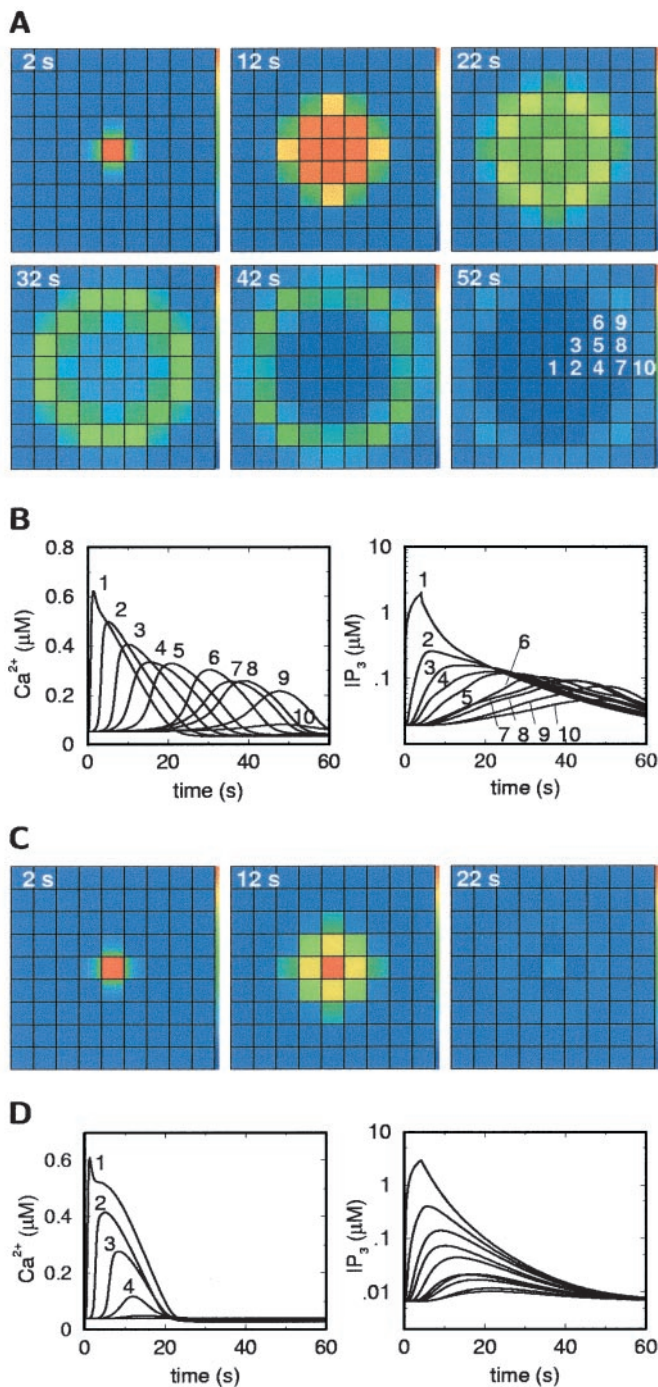 A
2 s
12 s
22 s
32 s
42 s
52 s
6 9
3 5 8
1 2 4 7 10
B
0.8
0.6
0.4
0.2
0
Ca²⁺ (μM)
1
2
3
4
5
6
7
8
9
10
0 20 40 60
time (s)
10
1
.1
IP₃ (μM)
1
2
3
4
5
6
7 8 9 10
0 20 40 60
time (s)
C
2 s
12 s
22 s
D
0.6
0.4
0.2
0
Ca²⁺ (μM)
1
2
3
4
0 20 40 60
time (s)
10
1
.1
.01
IP₃ (μM)
0 20 40 60
time (s)